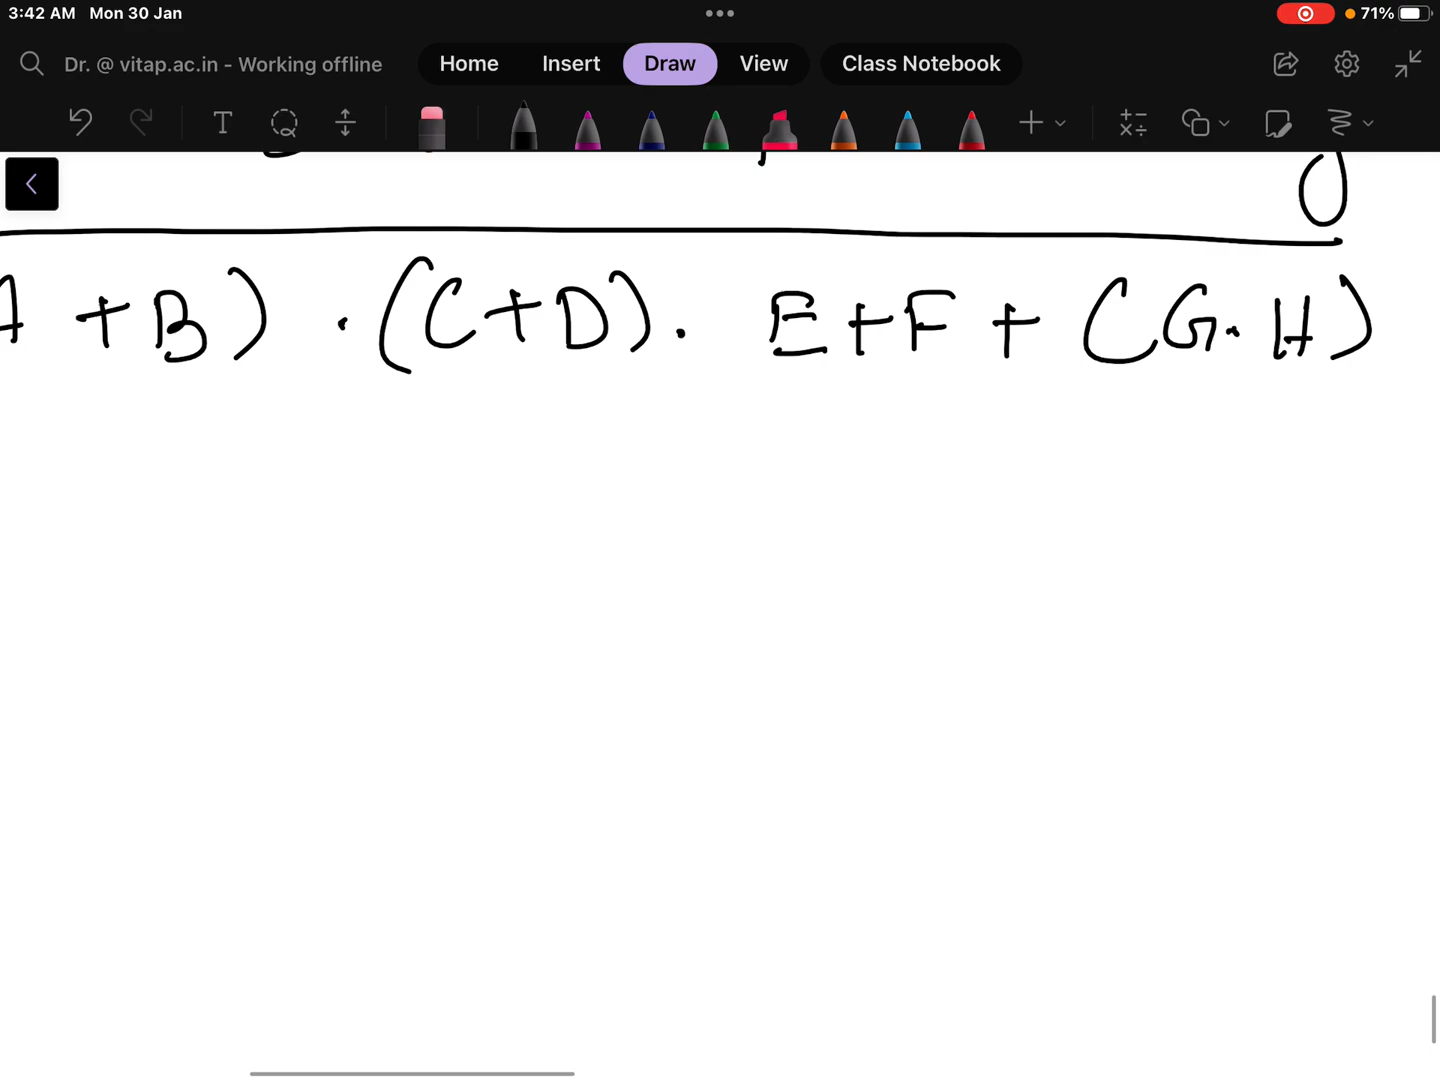 3:42 AM Mon 30 Jan
71%
Dr. @ vitap.ac.in - Working offline
Home Insert Draw View Class Notebook
T
A + B) . (C + D) . E + F + (G . H)